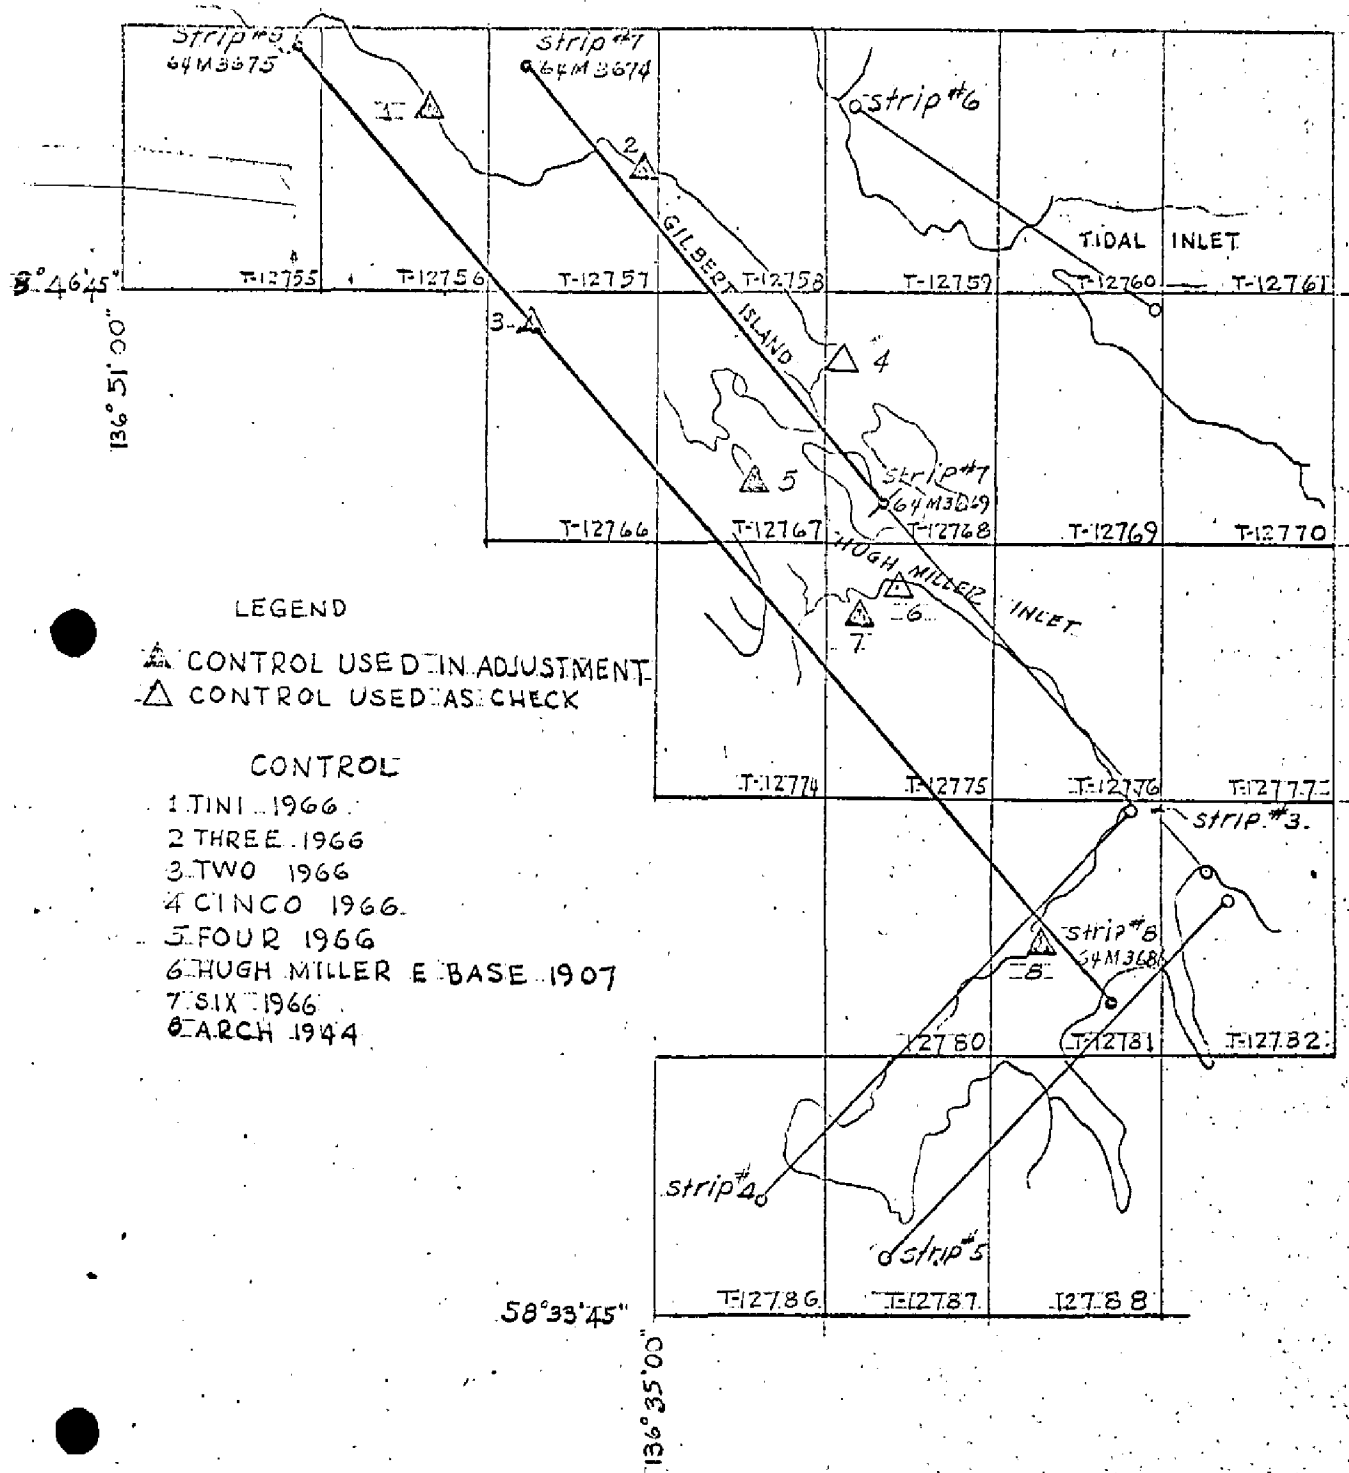 strip #8
64M3675
strip #7
64M3674
strip #6
1
2
GILBERT ISLAND
TIDAL INLET
T-12755
T-12756
T-12757
T-12758
T-12759
T-12760
T-12761
8°46'45"
136°51'00"
3
4
5
strip #7
64M3669
T-12766
T-12767
T-12768
T-12769
T-12770
HUGH MILLER INLET
6
7
LEGEND
CONTROL USED IN ADJUSTMENT
CONTROL USED AS CHECK
T-12774
T-12775
T-12776
T-12777
CONTROL
1 TINI 1966
2 THREE 1966
3 TWO 1966
4 CINCO 1966
5 FOUR 1966
6 HUGH MILLER E BASE 1907
7 SIX 1966
8 ARCH 1944
strip #3
strip #8
64M368
8
12780
T-12781
T-12782
strip #4
strip #5
T-12786
T-12787
12788
58°33'45"
136°35'00"